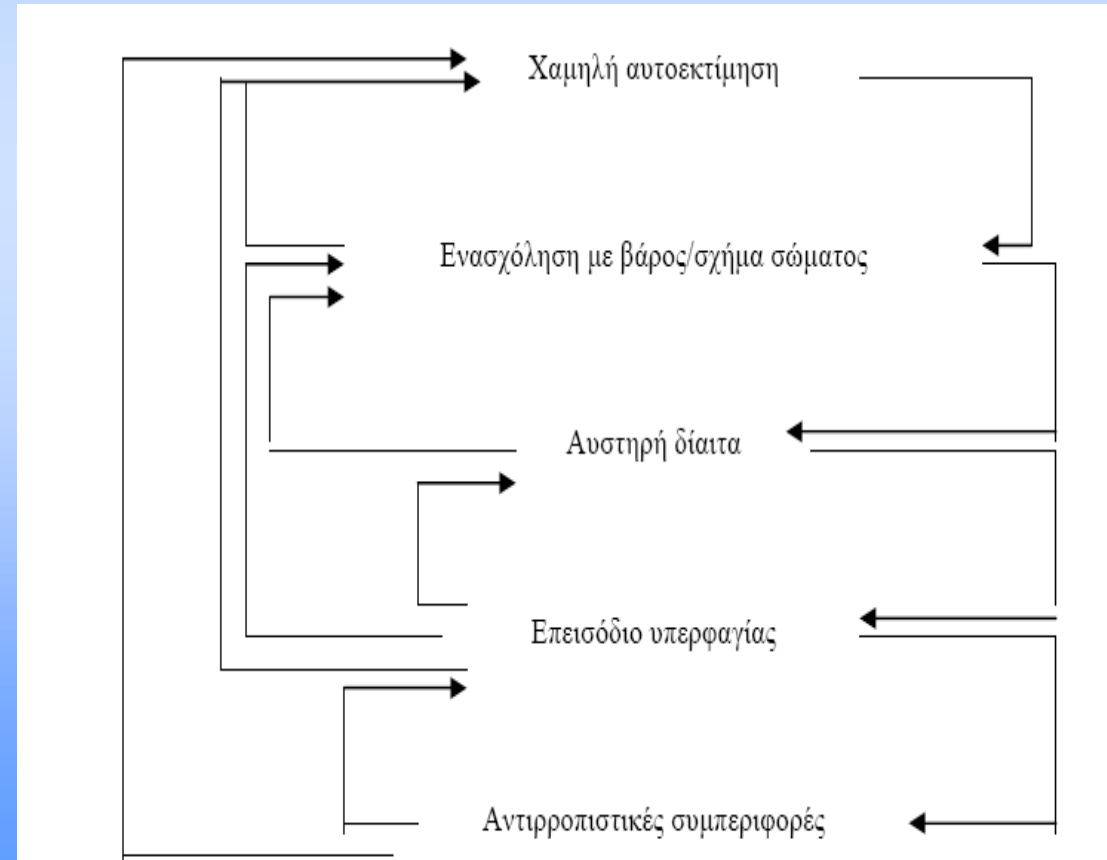 Χαμηλή αυτοεκτίμηση
Ενασχόληση με βάρος/σχήμα σώματος
Αυστηρή δίαιτα
Επεισόδιο υπερφαγίας
Αντιρροπιστικές συμπεριφορές